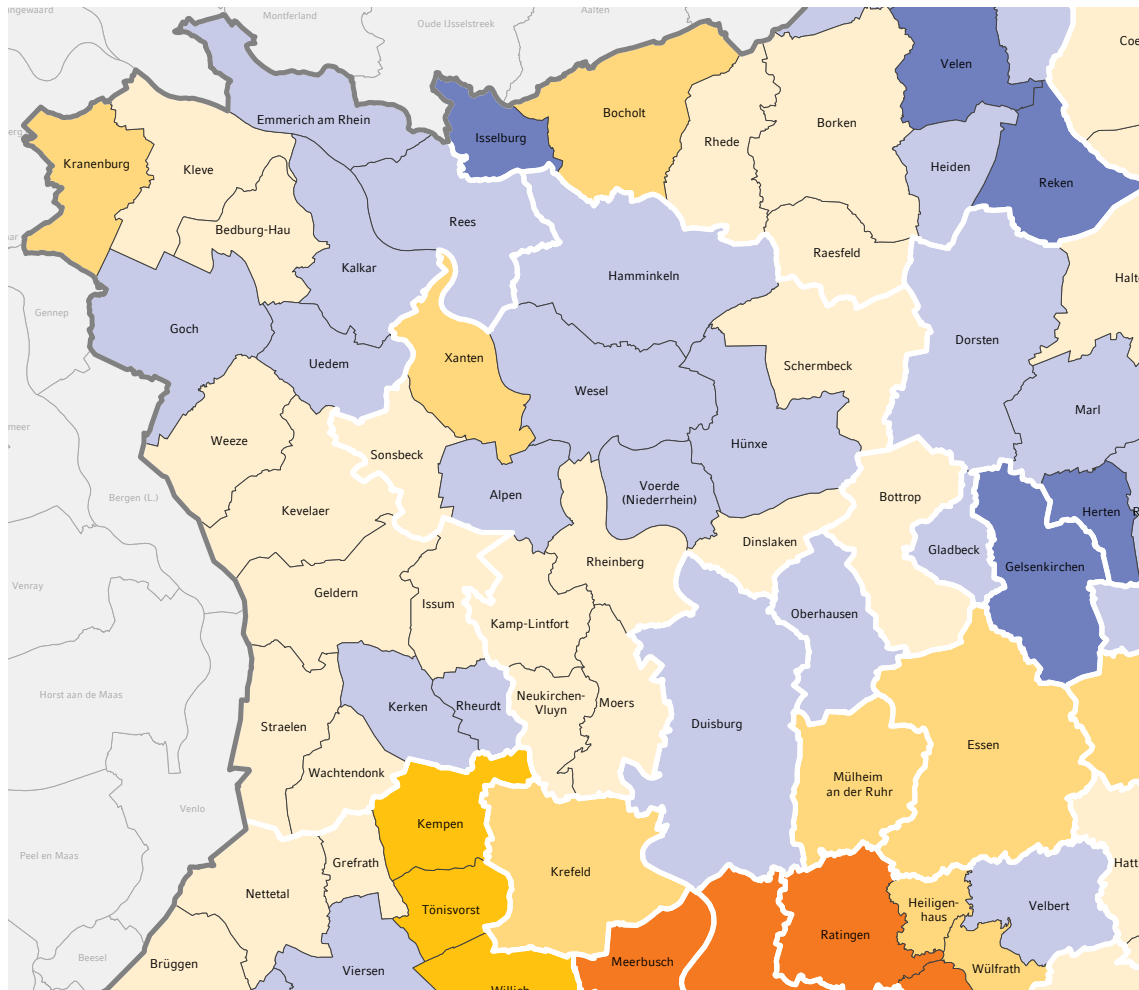 ingewaard
Montferland
Oude IJsselstreek
Aalten
Coe
Velen
Emmerich am Rhein
Isselburg
Bocholt
Rhede
Borken
Kranenburg
Kleve
Heiden
Reken
Bedburg-Hau
Rees
Kalkar
Raesfeld
Hamminkeln
Halt
Gennep
Goch
Uedem
Xanten
Wesel
Schermbeck
Dorsten
Marl
meer
Weeze
Sonsbeck
Hünxe
Bergen (L.)
Kevelaer
Alpen
Voerde
(Niederrhein)
Bottrop
Herten
R
Dinslaken
Gladbeck
Rheinberg
Gelsenkirchen
Venray
Geldern
Issum
Kamp-Lintfort
Oberhausen
Horst aan de Maas
Straelen
Kerken
Rheurdt
Neukirchen-
Vluyn
Moers
Duisburg
Essen
Wachtendonk
Mülheim
an der Ruhr
Venlo
Kempen
Peel en Maas
Grefrath
Krefeld
Hatt
Nettetal
Tönisvorst
Heiligen-
haus
Velbert
Ratingen
Beesel
Brüggen
Viersen
Meerbusch
Wülfrath
Willich